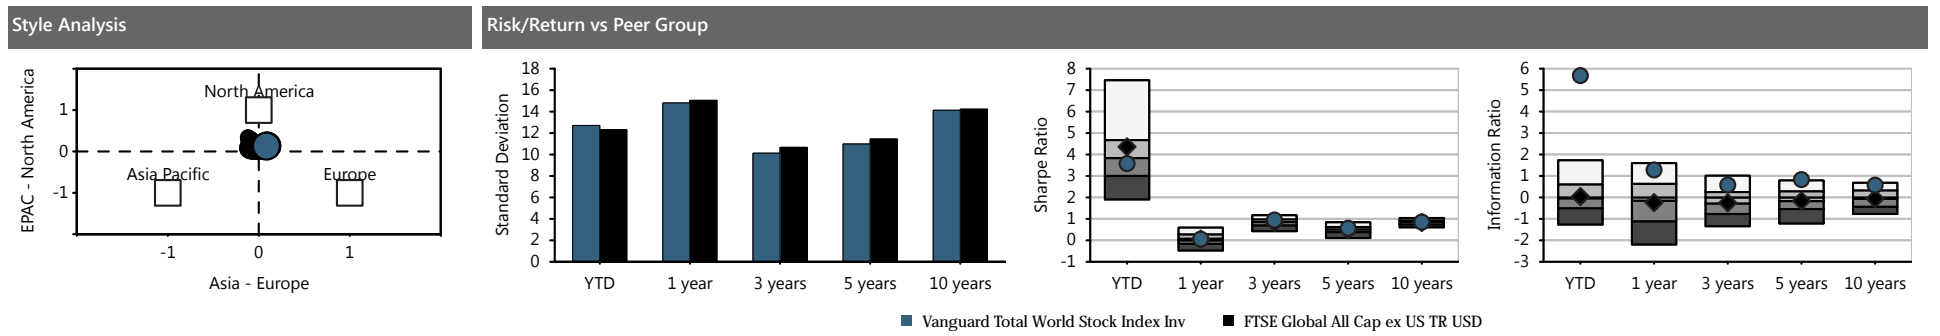 Style Analysis
Risk/Return vs Peer Group
EPAC - North America
1
0
-1
North America
Asia Pacific
Europe
-1
0
1
Asia - Europe
Standard Deviation
18
16
14
12
10
8
6
4
2
0
YTD
1 year
3 years
5 years
10 years
Sharpe Ratio
8
7
6
5
4
3
2
1
0
-1
YTD
1 year
3 years
5 years
10 years
Information Ratio
6
5
4
3
2
1
0
-1
-2
-3
YTD
1 year
3 years
5 years
10 years
Vanguard Total World Stock Index Inv
FTSE Global All Cap ex US TR USD